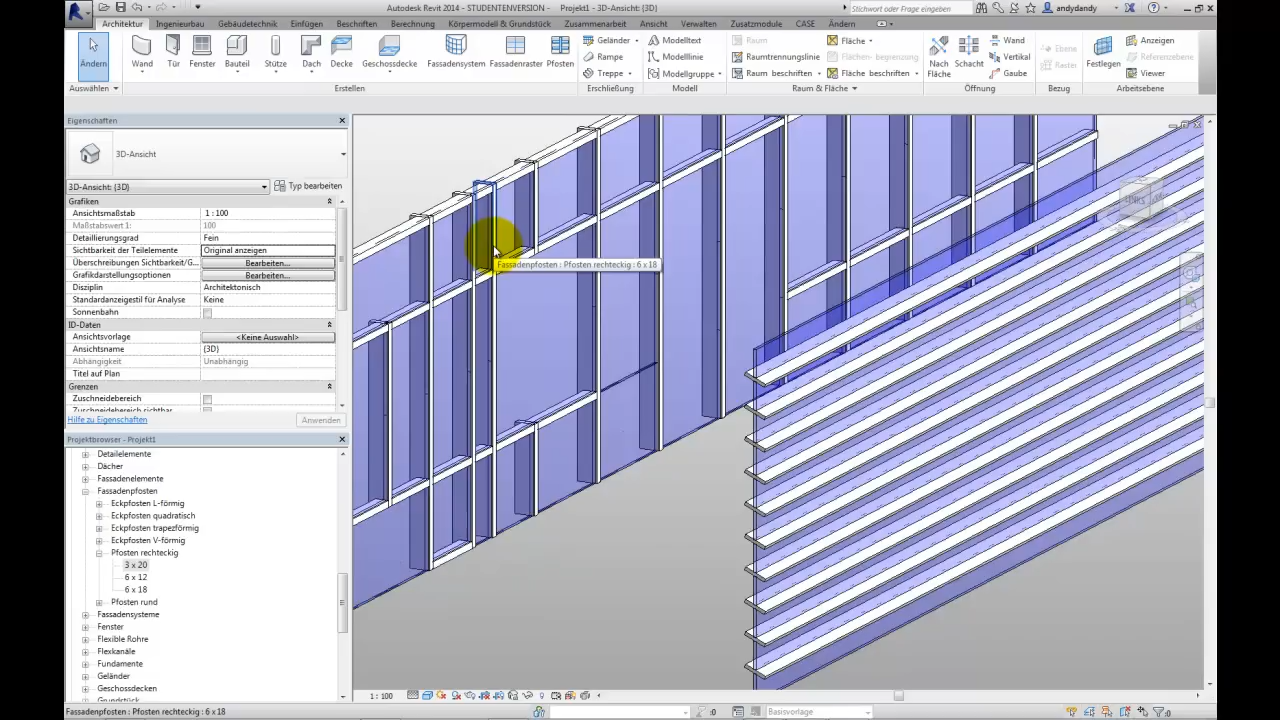 Autodesk Revit 2014 - STUDENTENVERSION - Projekt1 - 3D-Ansicht: {3D}
Stichwort oder Frage eingeben
andydandy
Architektur Ingenieurbau Gebäudetechnik Einfügen Beschriften Berechnung Körpermodell & Grundstück Zusammenarbeit Ansicht Verwalten Zusatzmodule CASE Ändern
Ändern
Wand
Tür
Fenster
Bauteil
Stütze
Dach
Decke
Geschossdecke
Fassadensystem
Fassadenraster
Pfosten
Geländer
Rampe
Treppe
Modelltext
Modelllinie
Modellgruppe
Raum
Raumtrennungslinie
Raum beschriften
Fläche
Flächen- begrenzung
Fläche beschriften
Nach Fläche
Schacht
Wand
Vertikal
Gaube
Ebene
Raster
Festlegen
Anzeigen
Referenzebene
Viewer
Auswählen
Erstellen
Erschließung
Modell
Raum & Fläche
Öffnung
Bezug
Arbeitsebene
Eigenschaften
3D-Ansicht
3D-Ansicht: {3D}
Typ bearbeiten
Grafiken
Ansichtsmaßstab 1 : 100
Maßstabswert 1: 100
Detaillierungsgrad Fein
Sichtbarkeit der Teilelemente Original anzeigen
Überschreibungen Sichtbarkeit/G... Bearbeiten...
Grafikdarstellungsoptionen Bearbeiten...
Disziplin Architektonisch
Standardanzeigestil für Analyse Keine
Sonnenbahn
ID-Daten
Ansichtsvorlage <Keine Auswahl>
Ansichtsname {3D}
Abhängigkeit Unabhängig
Titel auf Plan
Grenzen
Zuschneidebereich
Zuschneidebereich sichtbar
Hilfe zu Eigenschaften
Anwenden
Projektbrowser - Projekt1
Detailelemente
Dächer
Fassadenelemente
Fassadenpfosten
Eckpfosten L-förmig
Eckpfosten quadratisch
Eckpfosten trapezförmig
Eckpfosten V-förmig
Pfosten rechteckig
3 x 20
6 x 12
6 x 18
Pfosten rund
Fassadensysteme
Fenster
Flexible Rohre
Flexkanäle
Fundamente
Geländer
Geschossdecken
Grundstück
Fassadenpfosten : Pfosten rechteckig : 6 x 18
LINKS
1 : 100
Fassadenpfosten : Pfosten rechteckig : 6 x 18
:0
Basisvorlage
:0